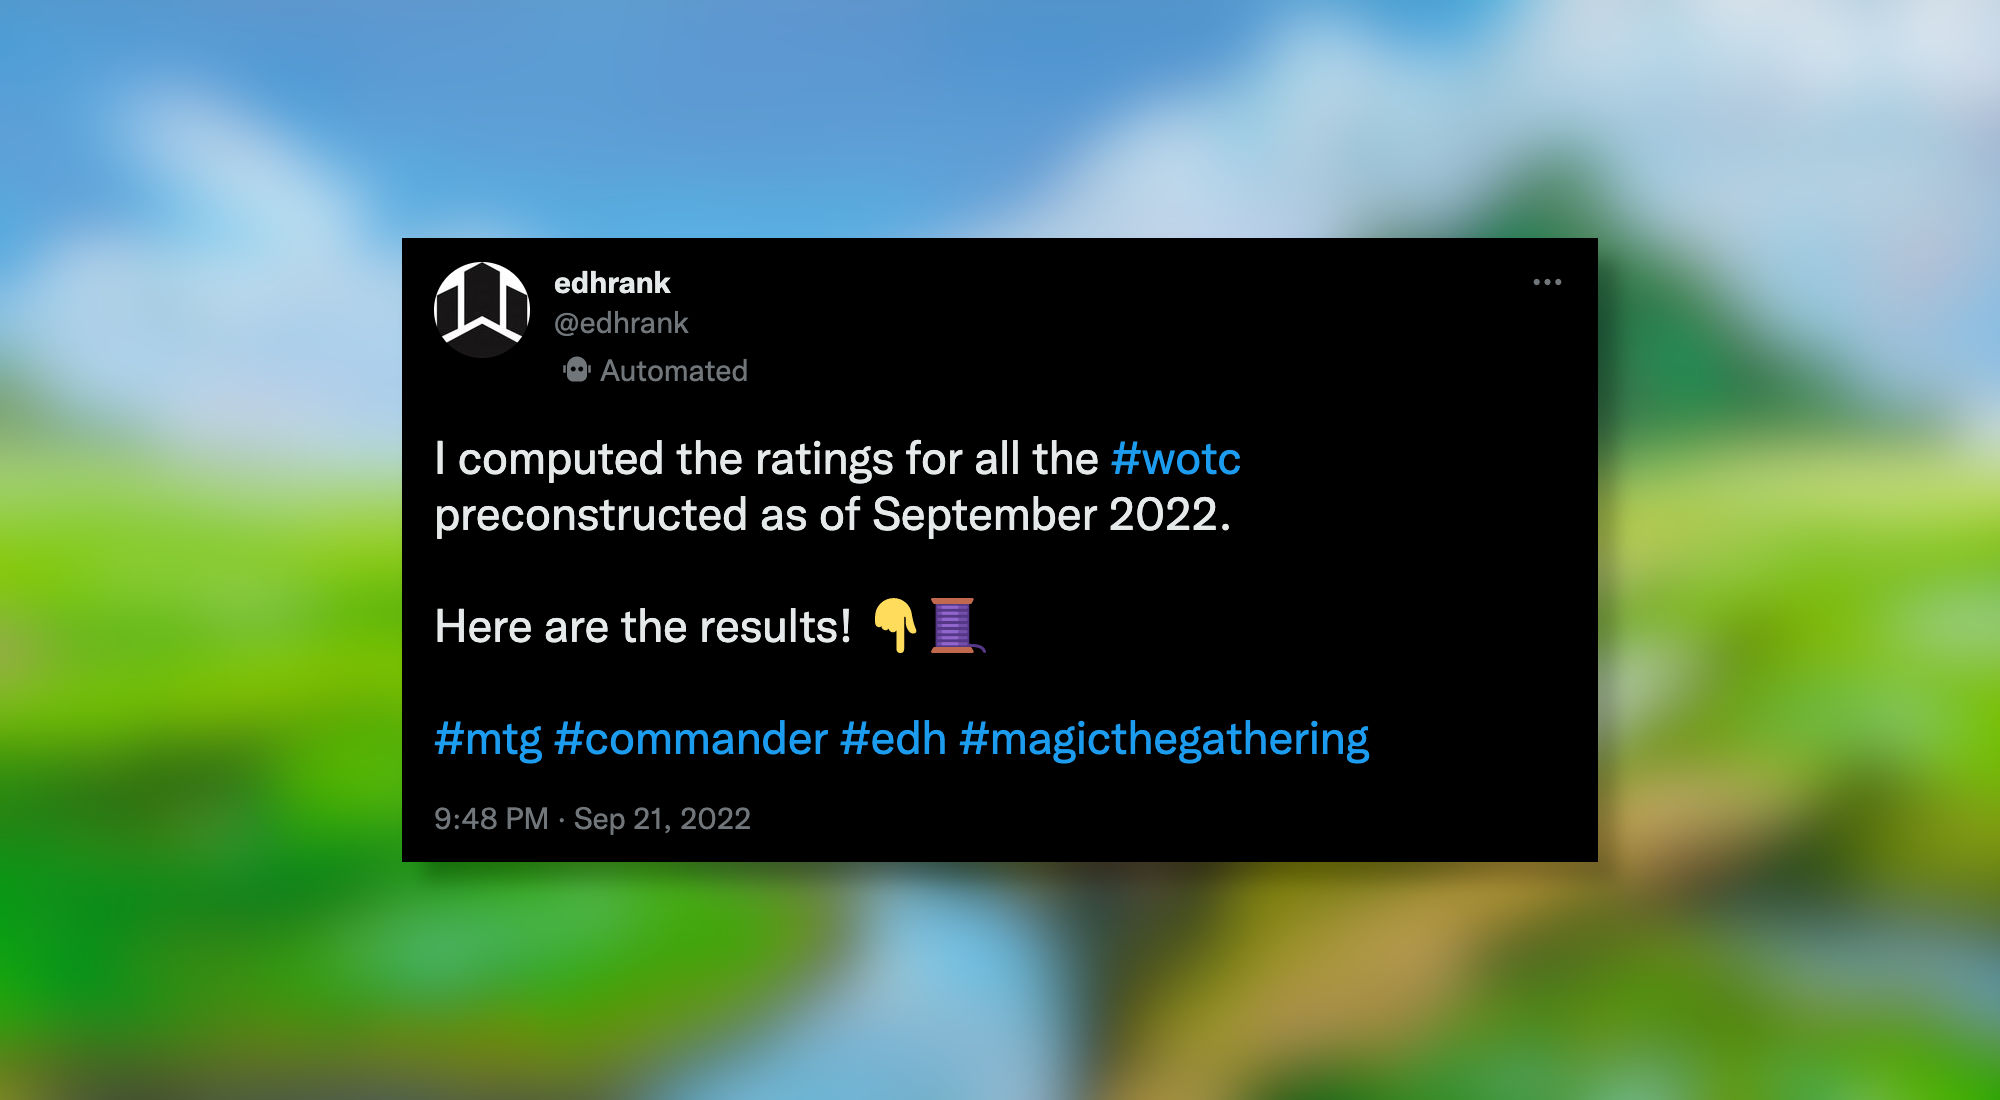 edhrank
@edhrank
Automated
I computed the ratings for all the #wotc
preconstructed as of September 2022.
Here are the results! 👇🧵
#mtg #commander #edh #magicthegathering
9:48 PM · Sep 21, 2022